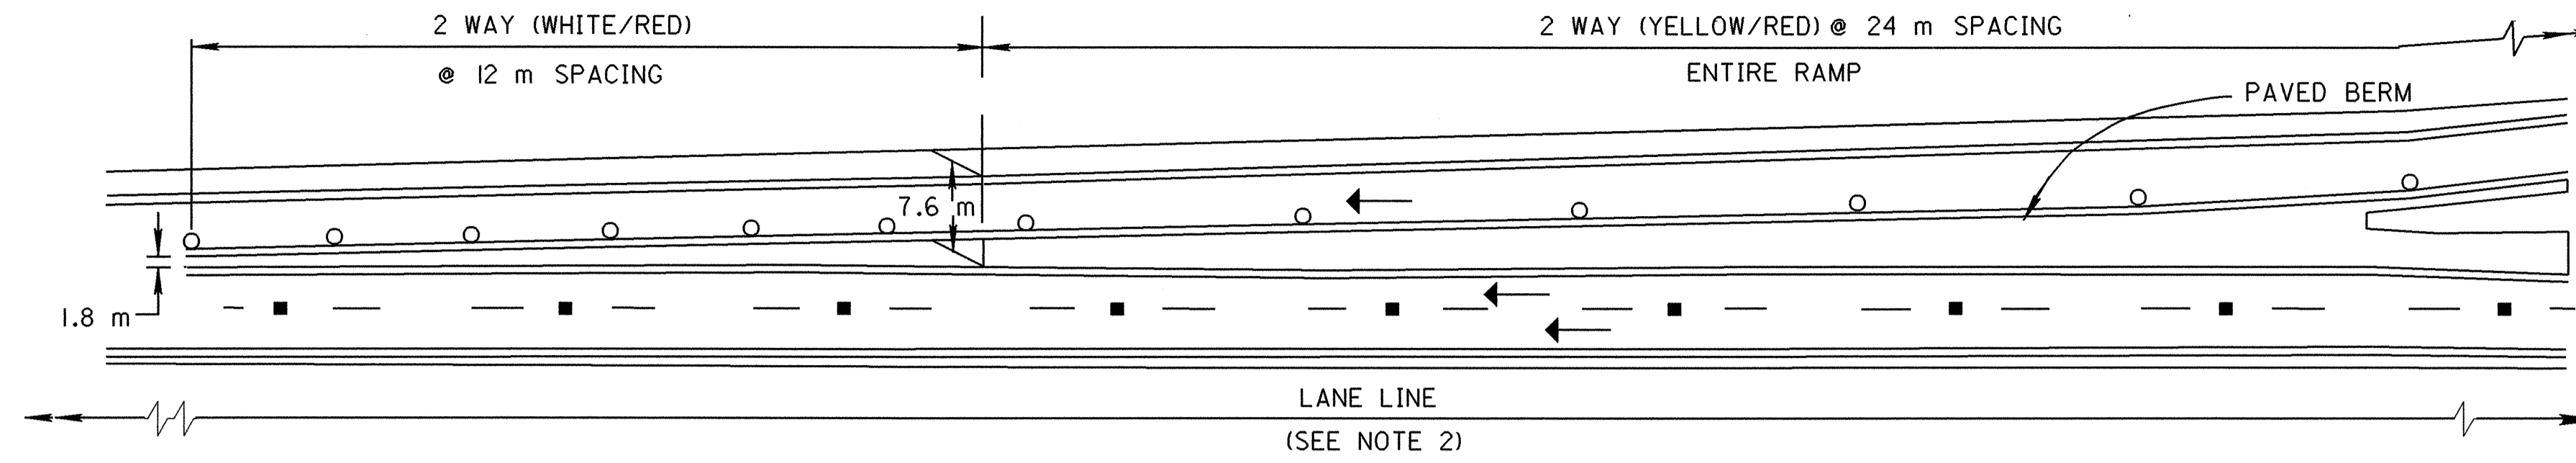 2 WAY (WHITE/RED)
@ 12 m SPACING
2 WAY (YELLOW/RED) @ 24 m SPACING
ENTIRE RAMP
PAVED BERM
7.6 m
1.8 m
LANE LINE
(SEE NOTE 2)